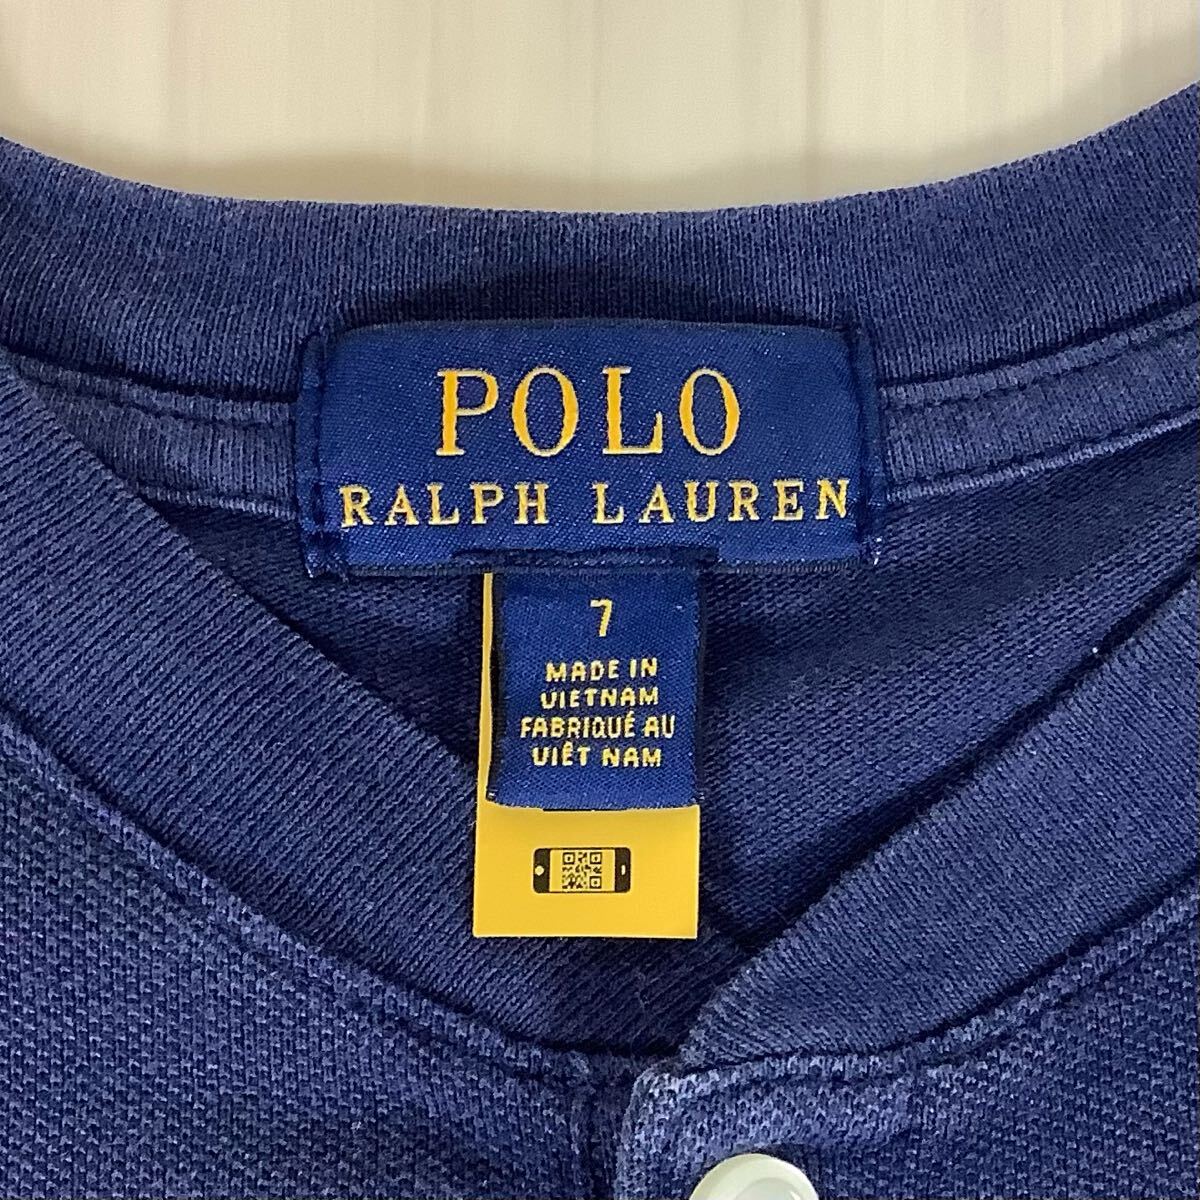 POLO
RALPH LAUREN
7
MADE IN
VIETNAM
FABRIQUÉ AU
VIÊT NAM